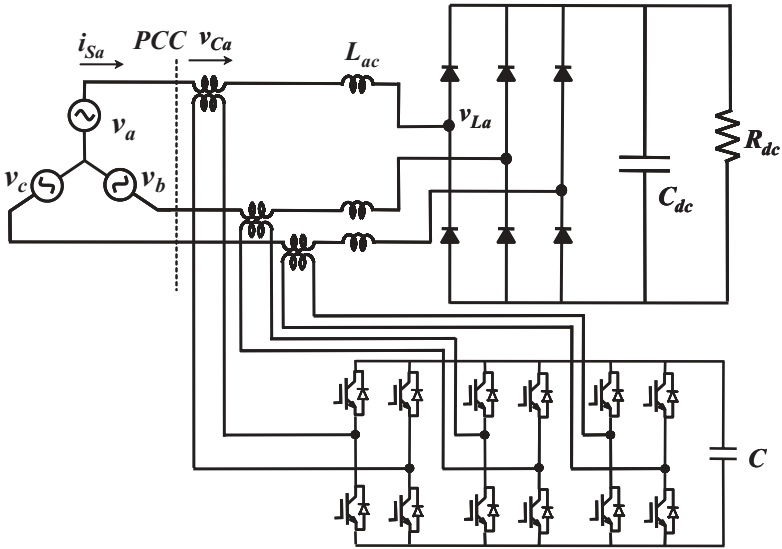 i_Sa PCC v_Ca
L_ac
v_a
v_La
R_dc
v_c v_b
C_dc
C